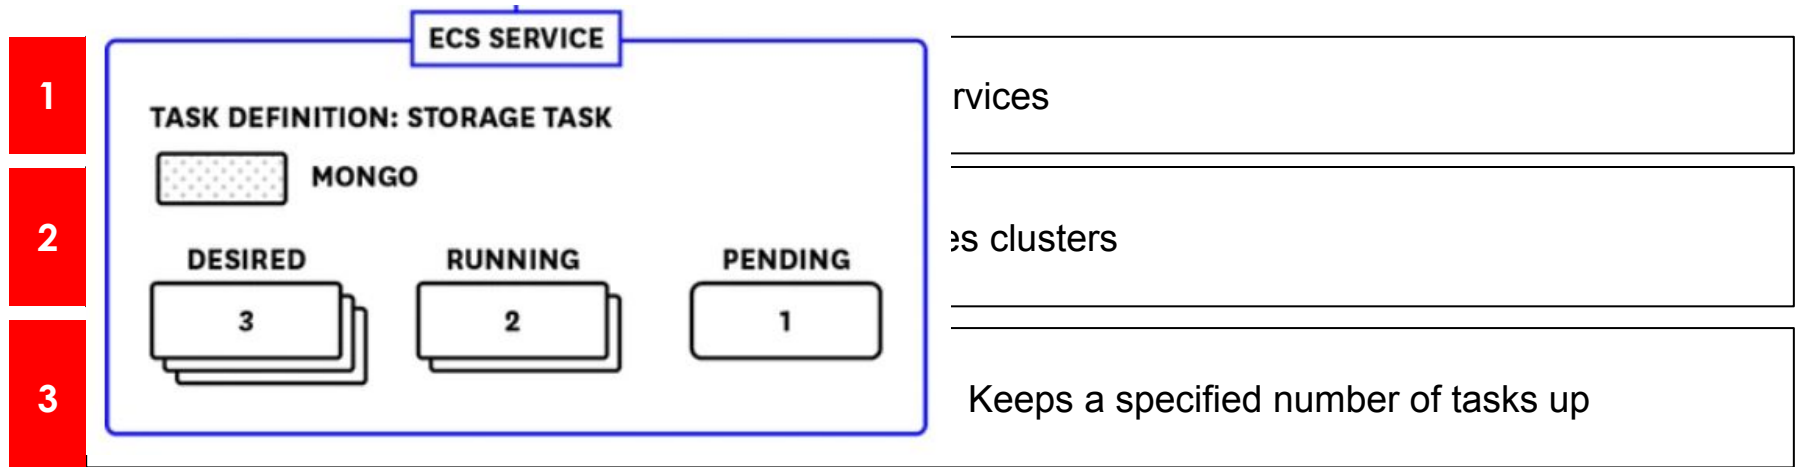 ECS SERVICE
1
TASK DEFINITION: STORAGE TASK
rvices
MONGO
2
es clusters
DESIRED RUNNING PENDING
3 2 1
3
Keeps a specified number of tasks up